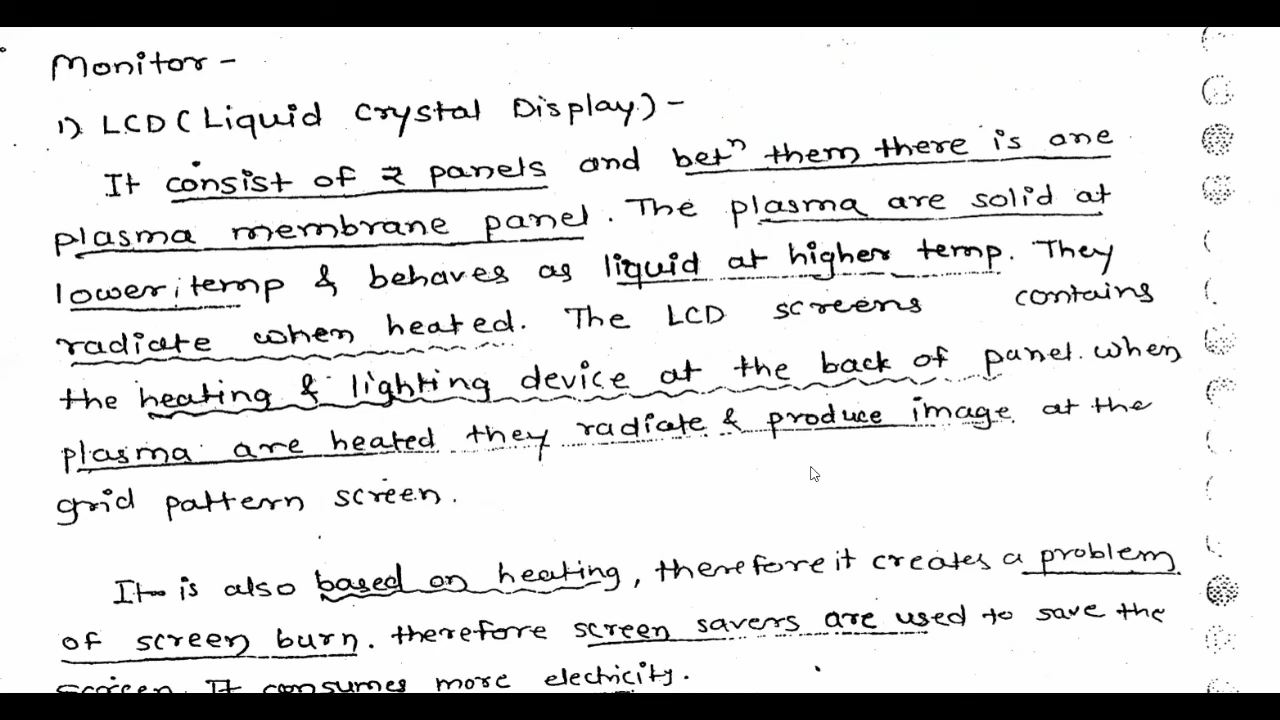 Monitor -
1) LCD (Liquid Crystal Display) -
It consist of 2 panels and betⁿ them there is one
plasma membrane panel. The plasma are solid at
lower temp & behaves as liquid at higher temp. They
radiate when heated. The LCD screens contains
the heating & lighting device at the back of panel. when
plasma are heated they radiate & produce image at the
grid pattern screen.
It is also based on heating, therefore it creates a problem
of screen burn. therefore screen savers are used to save the
screen. It consumes more electricity.